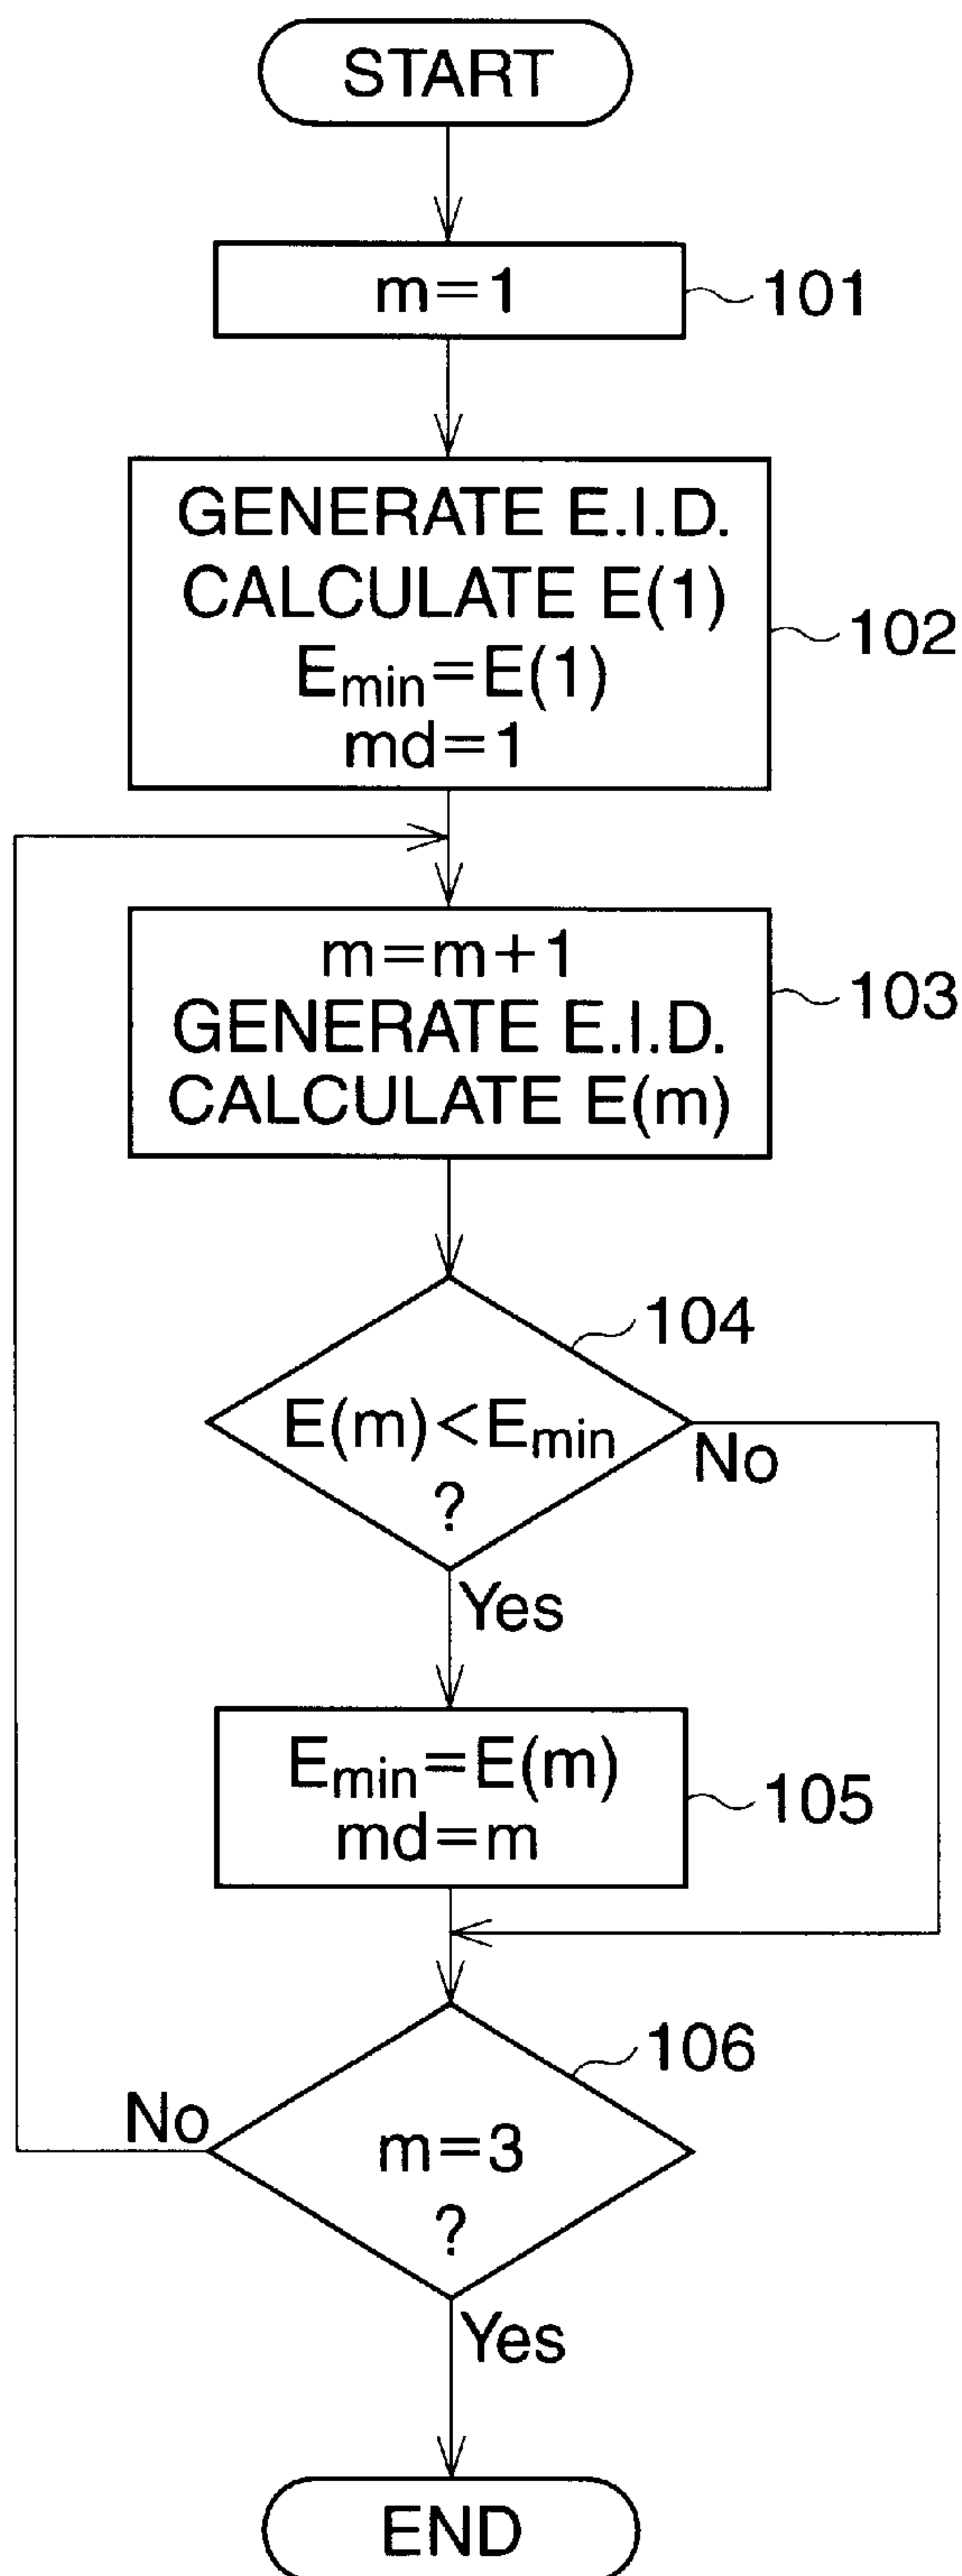 START
m=1
101
GENERATE E.I.D.
CALCULATE E(1)
Emin=E(1)
md=1
102
m=m+1
GENERATE E.I.D.
CALCULATE E(m)
103
104
E(m)<Emin
?
No
Yes
Emin=E(m)
md=m
105
106
No
m=3
?
Yes
END